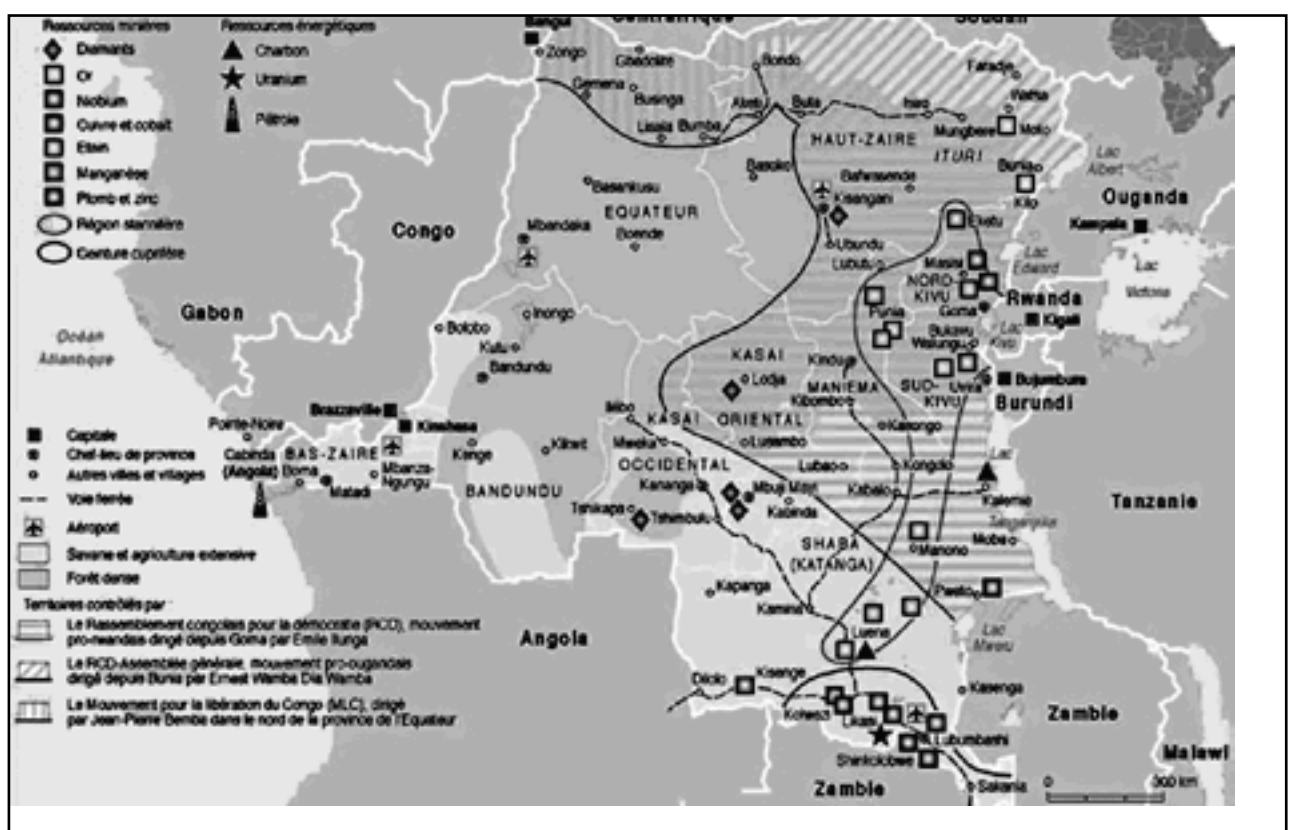 Ressources minières
Diamants
Or
Niobium
Cuivre et cobalt
Etain
Manganèse
Plomb et zinc
Région stannifère
Ceinture cuprifère
Ressources énergétiques
Charbon
Uranium
Pétrole
Centrafrique
Soudan
Bangui
Zongo
Gbadolite
Bondo
Faradje
Gemena
Businga
Aketi
Buta
Isiro
Watsa
Lisala
Bumba
Mungbere
Moto
HAUT-ZAIRE
ITURI
Lac
Albert
Bunia
Basoko
Bafwasende
Ouganda
Basankusu
Kisangani
Kilo
EQUATEUR
Kampala
Congo
Mbandaka
Boende
Ubundu
Lubutu
Masisi
Lac
Edward
Lac
Victoria
NORD-
KIVU
Rwanda
Gabon
Inongo
Punia
Goma
Kigali
Bolobo
Bukavu
Lac
Kivu
Océan
Atlantique
Kutu
Walungu
Bandundu
KASAI
Kindu
Lodja
MANIEMA
SUD-
KIVU
Uvira
Bujumbura
Burundi
Ilebo
KASAI
ORIENTAL
Kibombo
Brazzaville
Kinshasa
Pointe-Noire
Kasongo
Cabinda
(Angola)
BAS-ZAIRE
Kenge
Kikwit
Mweka
Lusambo
Lac
Tanganyika
Boma
Matadi
Mbanza-
Ngungu
OCCIDENTAL
Lubao
Kongolo
BANDUNDU
Kananga
Mbuji Mayi
Kabalo
Kalemie
Tanzanie
Tshikapa
Tshimbulu
Kabinda
SHABA
(KATANGA)
Manono
Moba
Kapanga
Kamina
Pweto
Angola
Luena
Lac
Mweru
Dilolo
Kisenge
Kasenga
Kolwezi
Likasi
Lubumbashi
Zambie
Malawi
Shinkolobwe
Zambie
Sakania
0
300 km
Capitale
Chef-lieu de province
Autres villes et villages
Voie ferrée
Aéroport
Savane et agriculture extensive
Forêt dense
Territoires contrôlés par
Le Rassemblement congolais pour la démocratie (RCD), mouvement
pro-rwandais dirigé depuis Goma par Emile Ilunga
Le RCD-Assemblée générale, mouvement pro-ougandais
dirigé depuis Bunia par Ernest Wamba Dia Wamba
Le Mouvement pour la libération du Congo (MLC), dirigé
par Jean-Pierre Bemba dans le nord de la province de l'Equateur